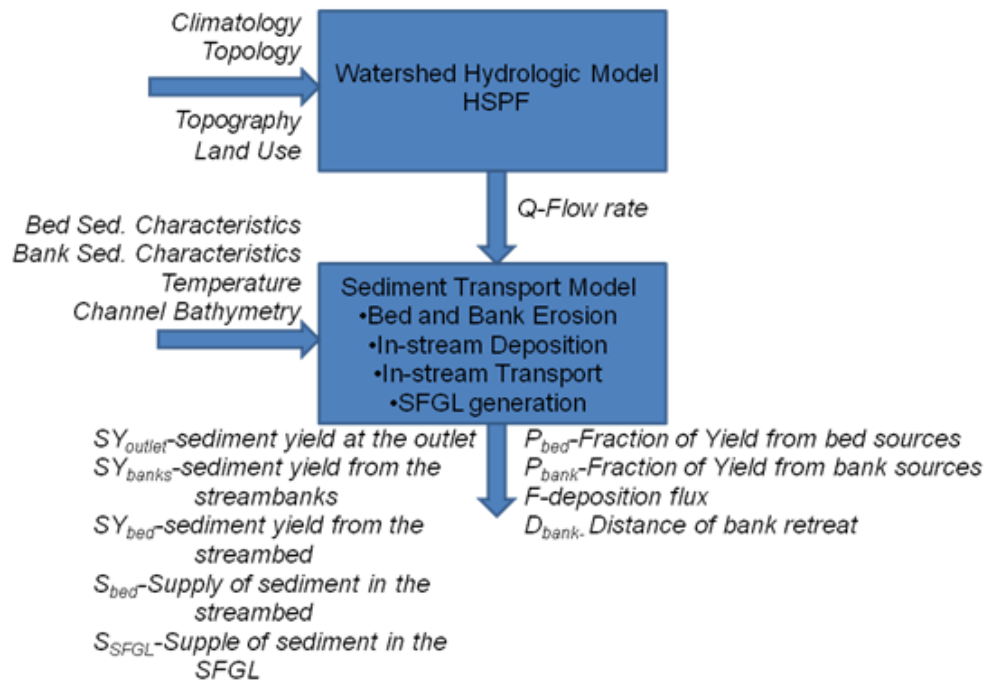 Climatology
Topology
Topography
Land Use
Watershed Hydrologic Model
HSPF
Q-Flow rate
Bed Sed. Characteristics
Bank Sed. Characteristics
Temperature
Channel Bathymetry
Sediment Transport Model
•Bed and Bank Erosion
•In-stream Deposition
•In-stream Transport
•SFGL generation
SYoutlet-sediment yield at the outlet
SYbanks-sediment yield from the
streambanks
SYbed-sediment yield from the
streambed
Sbed-Supply of sediment in the
streambed
SSFGL-Supple of sediment in the
SFGL
Pbed-Fraction of Yield from bed sources
Pbank-Fraction of Yield from bank sources
F-deposition flux
Dbank- Distance of bank retreat